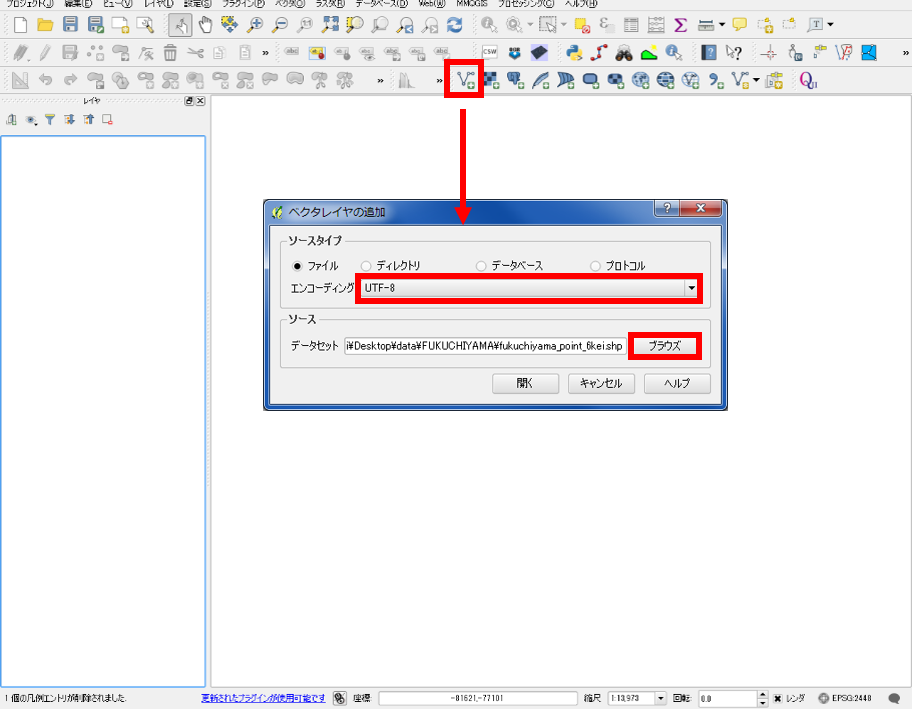 プロジェクト(J) 編集(E) ビュー(V) レイヤ(L) 設定(S) プラグイン(P) ベクタ(O) ラスタ(R) データベース(D) Web(W) MMQGIS プロセッシング(C) ヘルプ(H)
CSW
レイヤ
ベクタレイヤの追加
ソースタイプ
ファイル ディレクトリ データベース プロトコル
エンコーディング UTF-8
ソース
データセット i¥Desktop¥data¥FUKUCHIYAMA¥fukuchiyama_point_6kei.shp ブラウズ
開く キャンセル ヘルプ
1 個の凡例エントリが削除されました. 更新されたプラグインが使用可能です 座標: -81621,-77101 縮尺 1:13,973 回転: 0.0 レンダ EPSG:2448